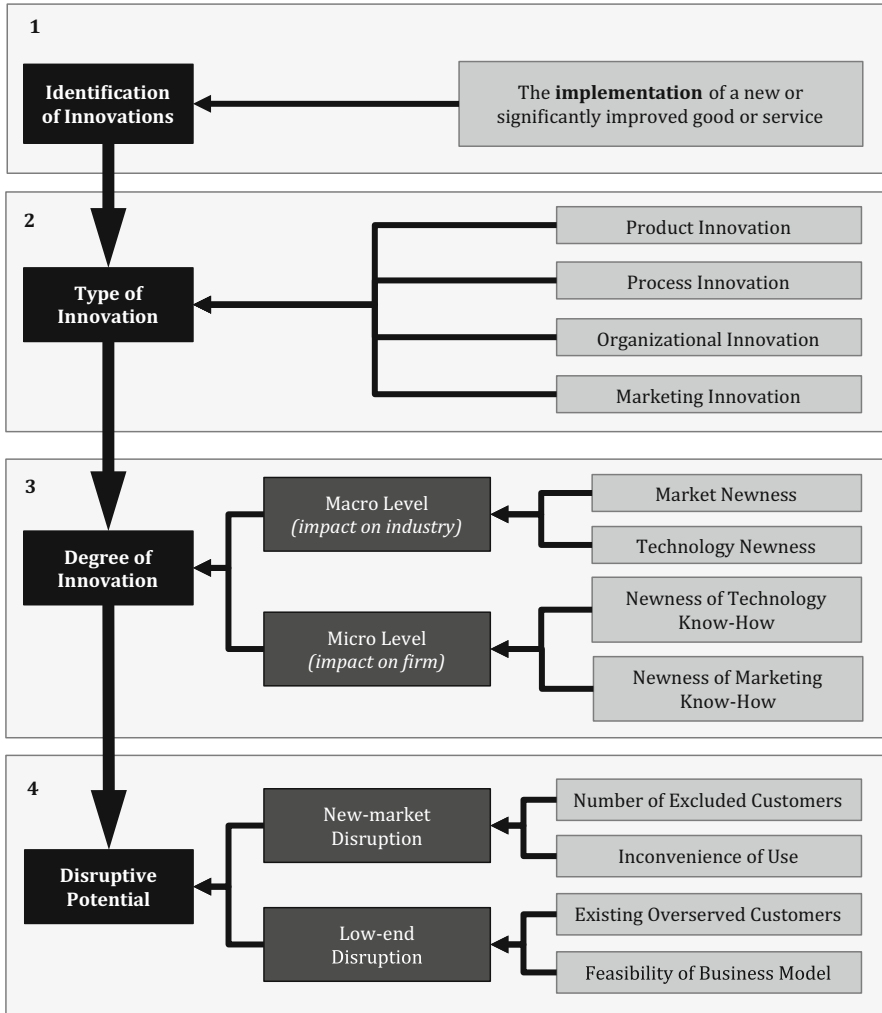 1
Identification
of Innovations
The implementation of a new or
significantly improved good or service
2
Type of
Innovation
Product Innovation
Process Innovation
Organizational Innovation
Marketing Innovation
3
Degree of
Innovation
Macro Level
(impact on industry)
Market Newness
Technology Newness
Micro Level
(impact on firm)
Newness of Technology
Know-How
Newness of Marketing
Know-How
4
Disruptive
Potential
New-market
Disruption
Number of Excluded Customers
Inconvenience of Use
Low-end
Disruption
Existing Overserved Customers
Feasibility of Business Model